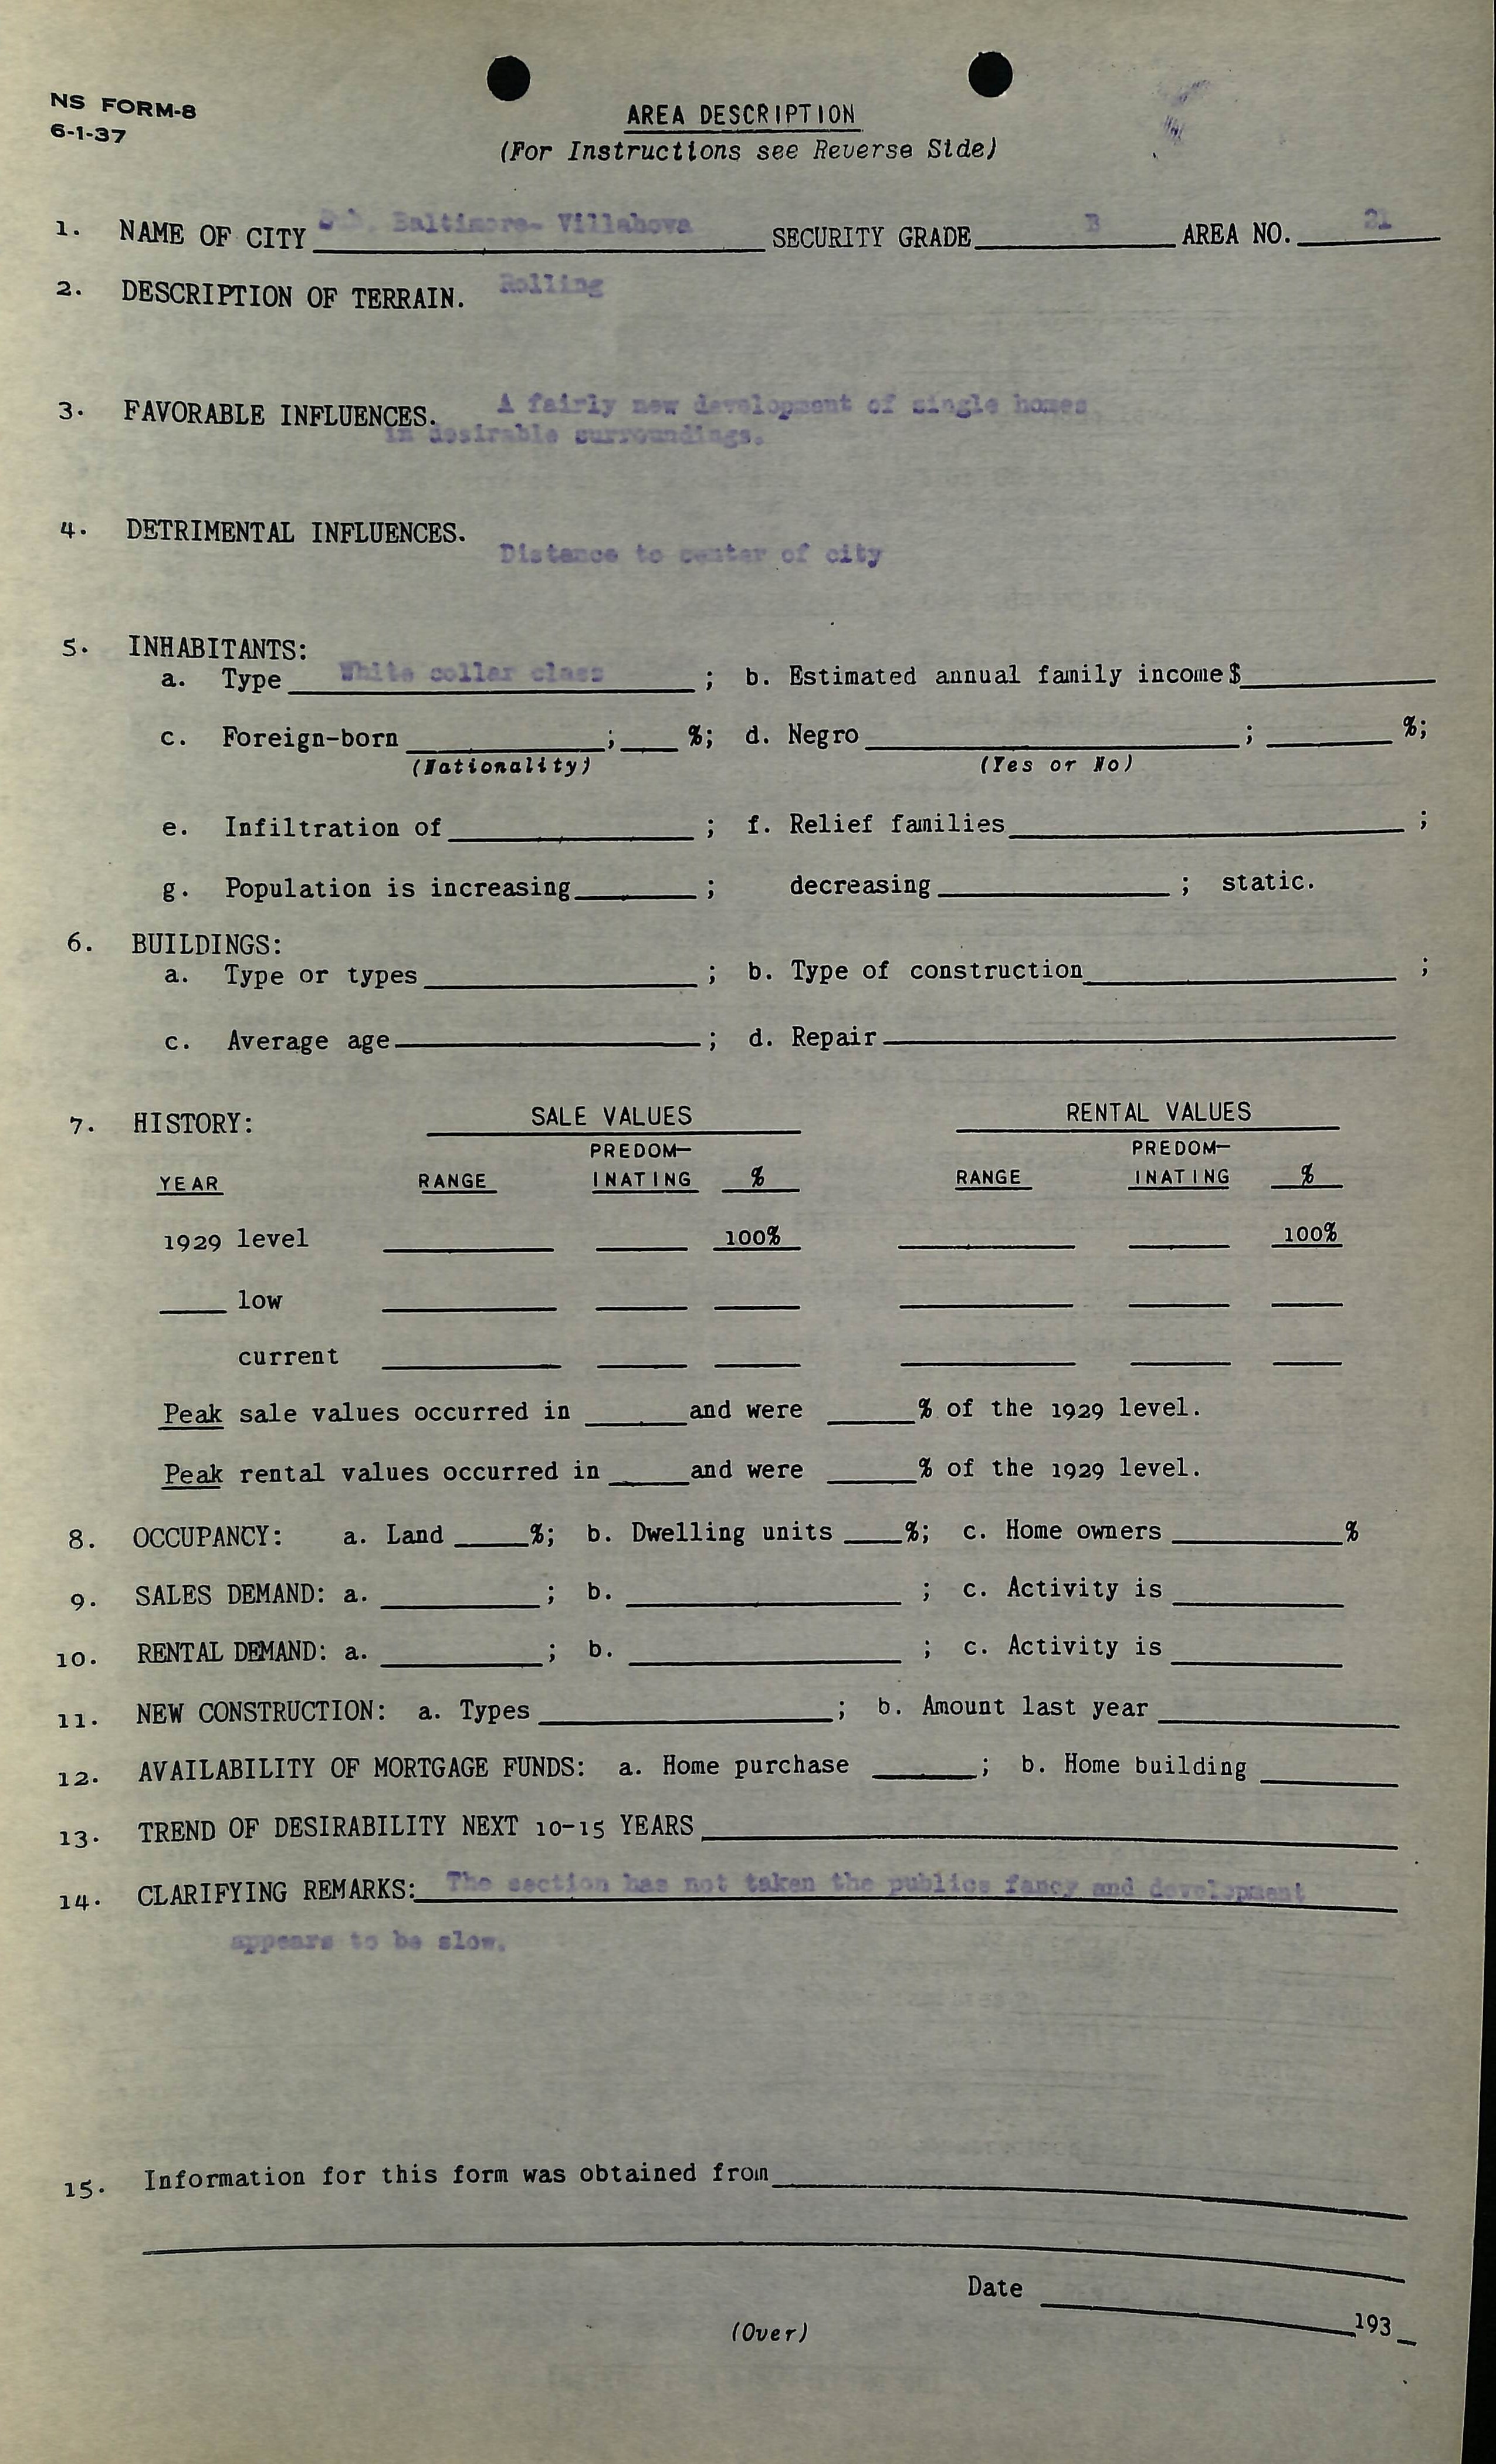 NS FORM-8
6-1-37
AREA DESCRIPTION
(For Instructions see Reverse Side)
1. NAME OF CITY Sub. Baltimore- Villahova SECURITY GRADE B AREA NO. 21
2. DESCRIPTION OF TERRAIN. Rolling
3. FAVORABLE INFLUENCES. A fairly new development of single homes
in desirable surroundings.
4. DETRIMENTAL INFLUENCES.
Distance to center of city
5. INHABITANTS:
a. Type White collar class ; b. Estimated annual family income $
c. Foreign-born ; %; d. Negro ; %;
(Nationality) (Yes or No)
e. Infiltration of ; f. Relief families ;
g. Population is increasing ; decreasing ; static.
6. BUILDINGS:
a. Type or types ; b. Type of construction ;
c. Average age ; d. Repair
7. HISTORY: SALE VALUES RENTAL VALUES
PREDOM- PREDOM-
YEAR RANGE INATING % RANGE INATING %
1929 level 100% 100%
low
current
Peak sale values occurred in and were % of the 1929 level.
Peak rental values occurred in and were % of the 1929 level.
8. OCCUPANCY: a. Land %; b. Dwelling units %; c. Home owners %
9. SALES DEMAND: a. ; b. ; c. Activity is
10. RENTAL DEMAND: a. ; b. ; c. Activity is
11. NEW CONSTRUCTION: a. Types ; b. Amount last year
12. AVAILABILITY OF MORTGAGE FUNDS: a. Home purchase ; b. Home building
13. TREND OF DESIRABILITY NEXT 10-15 YEARS
14. CLARIFYING REMARKS: The section has not taken the publics fancy and development
appears to be slow.
15. Information for this form was obtained from
Date 193
(Over)